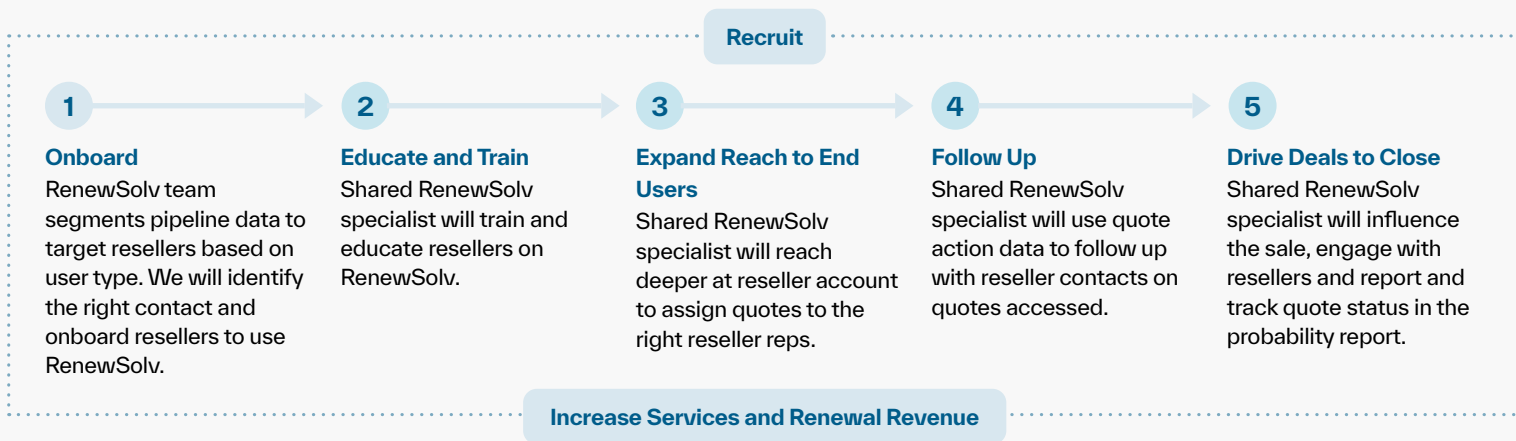 Recruit
1
Onboard
RenewSolv team
segments pipeline data to
target resellers based on
user type. We will identify
the right contact and
onboard resellers to use
RenewSolv.
2
Educate and Train
Shared RenewSolv
specialist will train and
educate resellers on
RenewSolv.
3
Expand Reach to End
Users
Shared RenewSolv
specialist will reach
deeper at reseller account
to assign quotes to the
right reseller reps.
4
Follow Up
Shared RenewSolv
specialist will use quote
action data to follow up
with reseller contacts on
quotes accessed.
5
Drive Deals to Close
Shared RenewSolv
specialist will influence
the sale, engage with
resellers and report and
track quote status in the
probability report.
Increase Services and Renewal Revenue